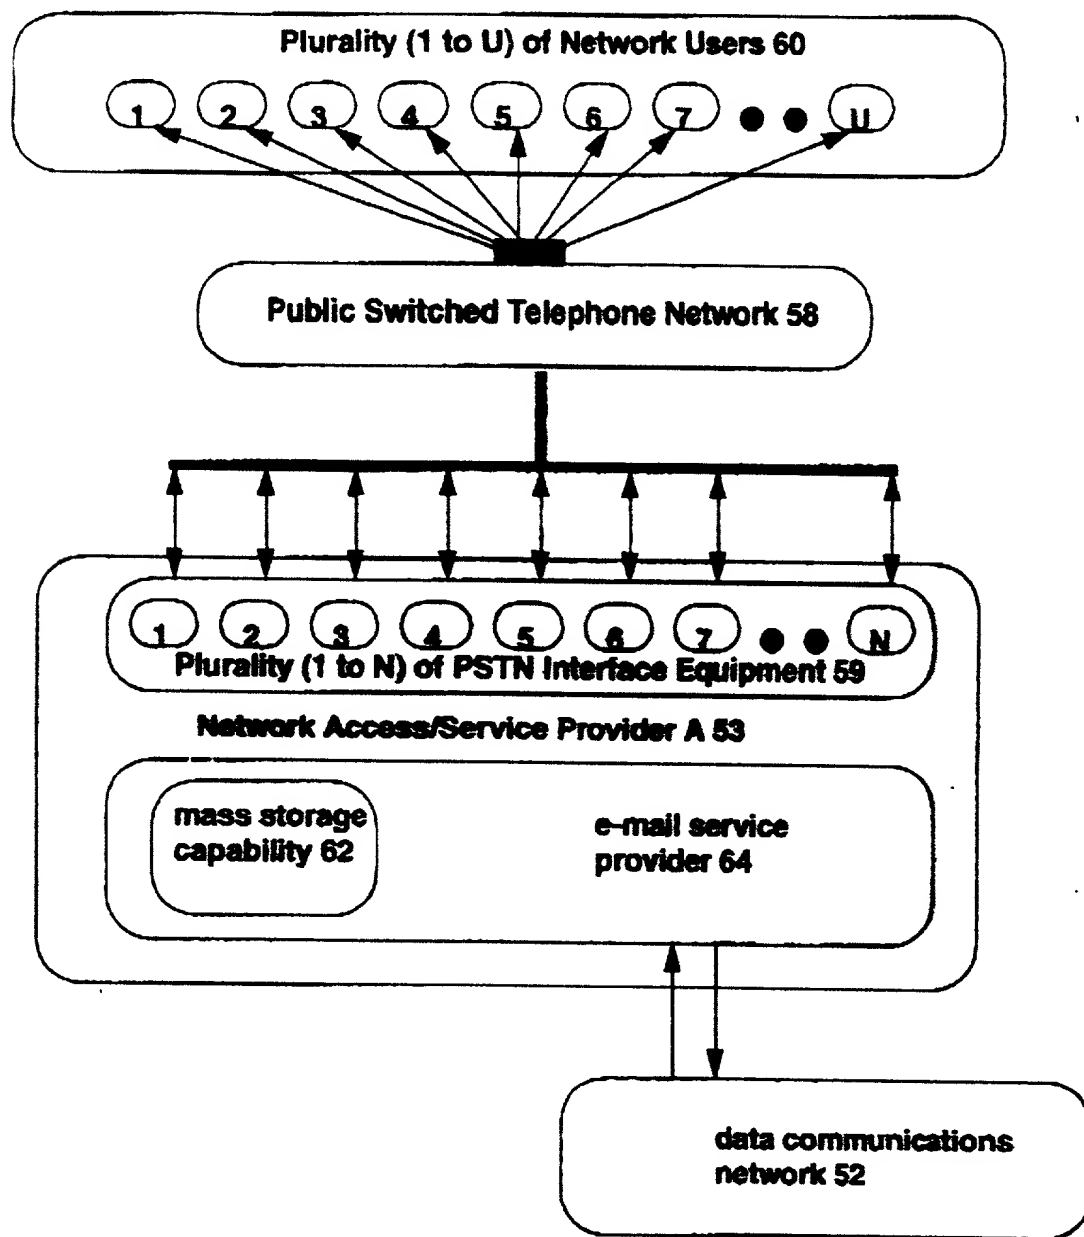 Plurality (1 to U) of Network Users 60
1 2 3 4 5 6 7 U
Public Switched Telephone Network 58
1 2 3 4 5 6 7 N
Plurality (1 to N) of PSTN Interface Equipment 59
Network Access/Service Provider A 53
mass storage
capability 62
e-mail service
provider 64
data communications
network 52